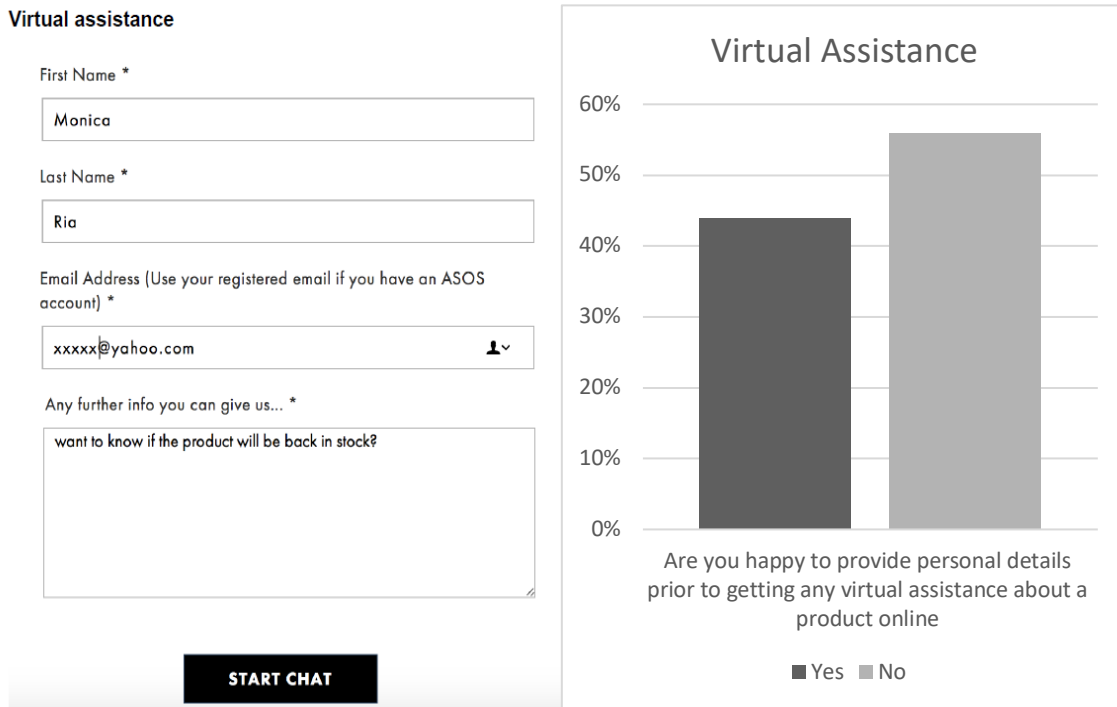 Virtual assistance
First Name *
Monica
Last Name *
Ria
Email Address (Use your registered email if you have an ASOS
account) *
xxxxx@yahoo.com
Any further info you can give us... *
want to know if the product will be back in stock?
START CHAT
Virtual Assistance
60%
50%
40%
30%
20%
10%
0%
Are you happy to provide personal details
prior to getting any virtual assistance about a
product online
Yes No